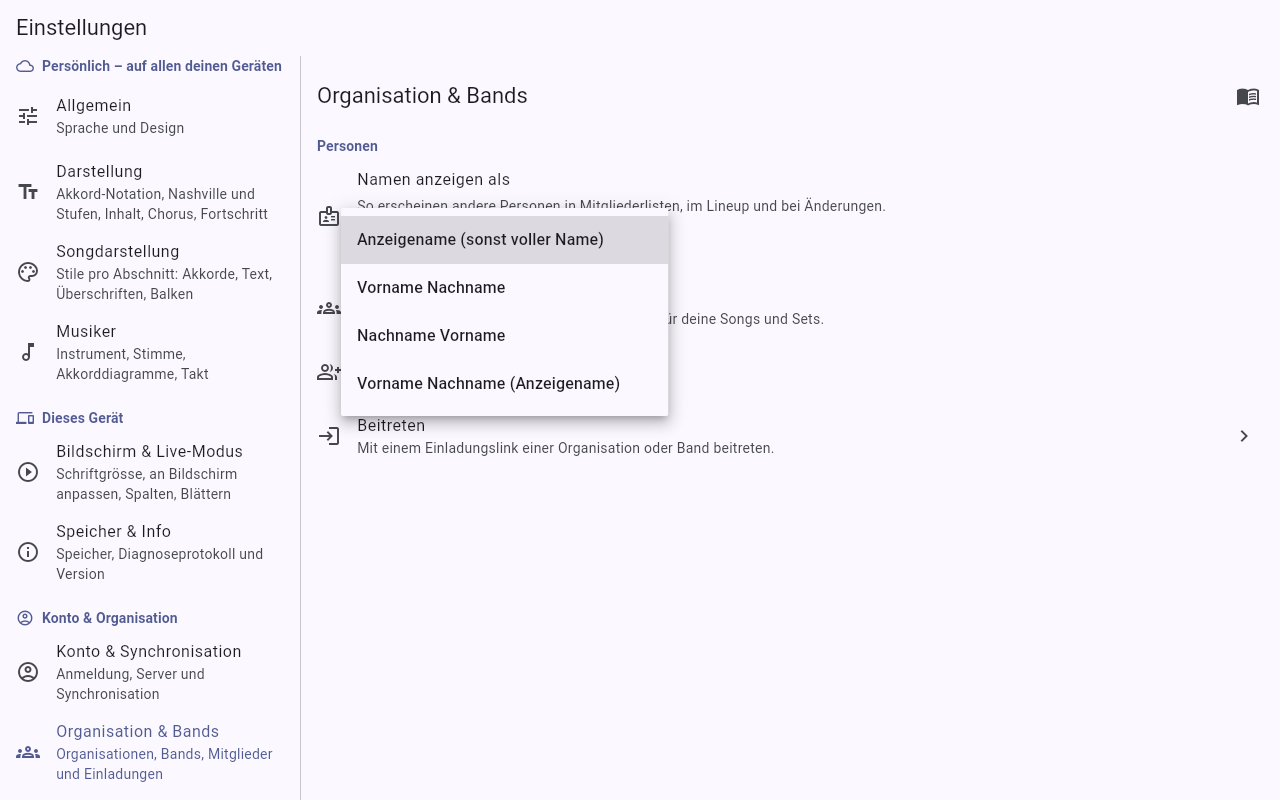 Einstellungen
Persönlich – auf allen deinen Geräten
Allgemein
Sprache und Design
Darstellung
Akkord-Notation, Nashville und
Stufen, Inhalt, Chorus, Fortschritt
Songdarstellung
Stile pro Abschnitt: Akkorde, Text,
Überschriften, Balken
Musiker
Instrument, Stimme,
Akkorddiagramme, Takt
Dieses Gerät
Bildschirm & Live-Modus
Schriftgrösse, an Bildschirm
anpassen, Spalten, Blättern
Speicher & Info
Speicher, Diagnoseprotokoll und
Version
Konto & Organisation
Konto & Synchronisation
Anmeldung, Server und
Synchronisation
Organisation & Bands
Organisationen, Bands, Mitglieder
und Einladungen
Organisation & Bands
Personen
Namen anzeigen als
So erscheinen andere Personen in Mitgliederlisten, im Lineup und bei Änderungen.
Anzeigename (sonst voller Name)
Vorname Nachname
Nachname Vorname
Vorname Nachname (Anzeigename)
deine Songs und Sets.
Beitreten
Mit einem Einladungslink einer Organisation oder Band beitreten.